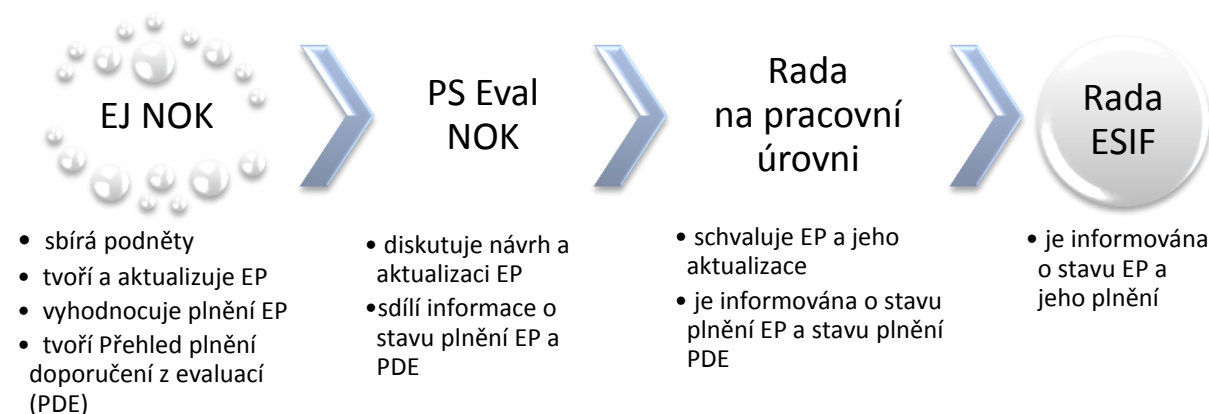 EJ NOK
PS Eval
NOK
Rada
na pracovní
úrovni
Rada
ESIF
• sbírá podněty
• tvoří a aktualizuje EP
• vyhodnocuje plnění EP
• tvoří Přehled plnění
doporučení z evaluací
(PDE)
• diskutuje návrh a
aktualizaci EP
•sdílí informace o
stavu plnění EP a
PDE
• schvaluje EP a jeho
aktualizace
• je informována o stavu
plnění EP a stavu plnění
PDE
• je informována
o stavu EP a
jeho plnění